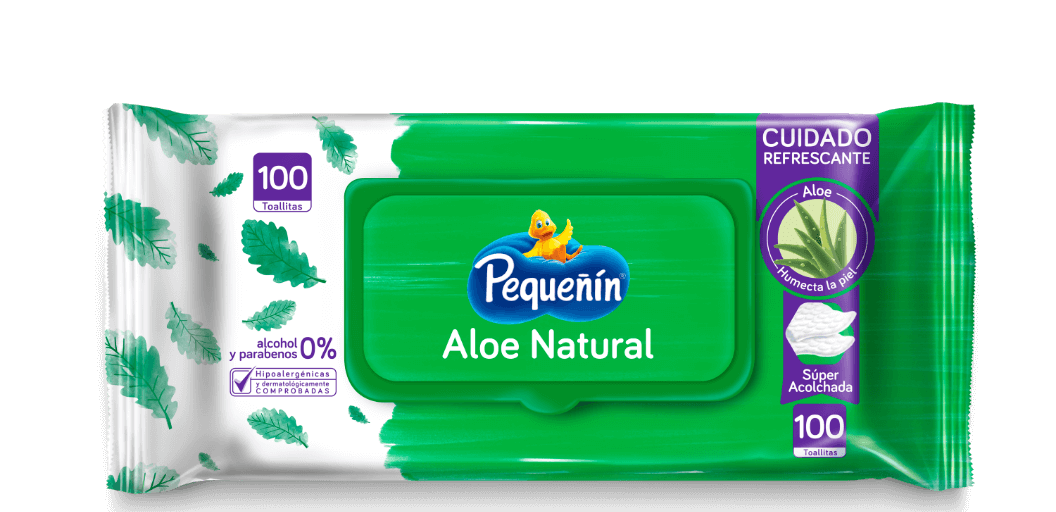 100
Toallitas
alcohol
y parabenos 0%
Hipoalergénicas
y dermatológicamente
COMPROBADAS
Pequeñín®
Aloe Natural
CUIDADO
REFRESCANTE
Aloe
Humecta la piel
Súper
Acolchada
100
Toallitas